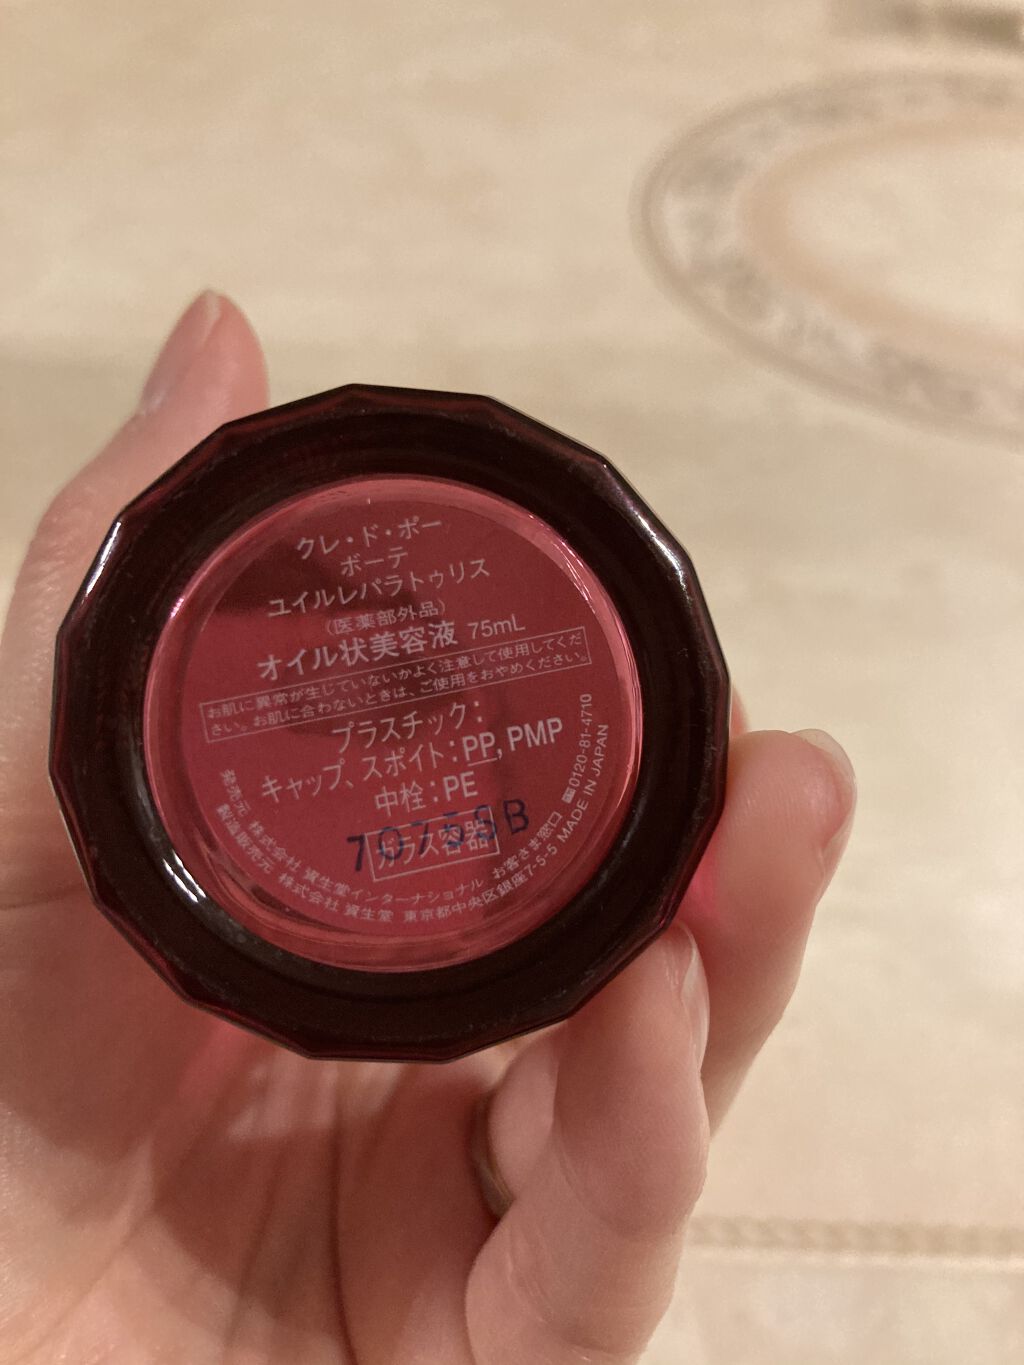 クレ・ド・ポー
ボーテ
ユイルレパラトゥリス
(医薬部外品)
オイル状美容液 75mL
お肌に異常が生じていないかよく注意して使用してくだ
さい。お肌に合わないときは、ご使用をおやめください。
プラスチック:
キャップ、スポイト:PP, PMP
中栓:PE
ガラス容器
発売元 株式会社 資生堂インターナショナル お客さま窓口 0120-81-4710
製造販売元 株式会社 資生堂 東京都中央区銀座7-5-5 MADE IN JAPAN